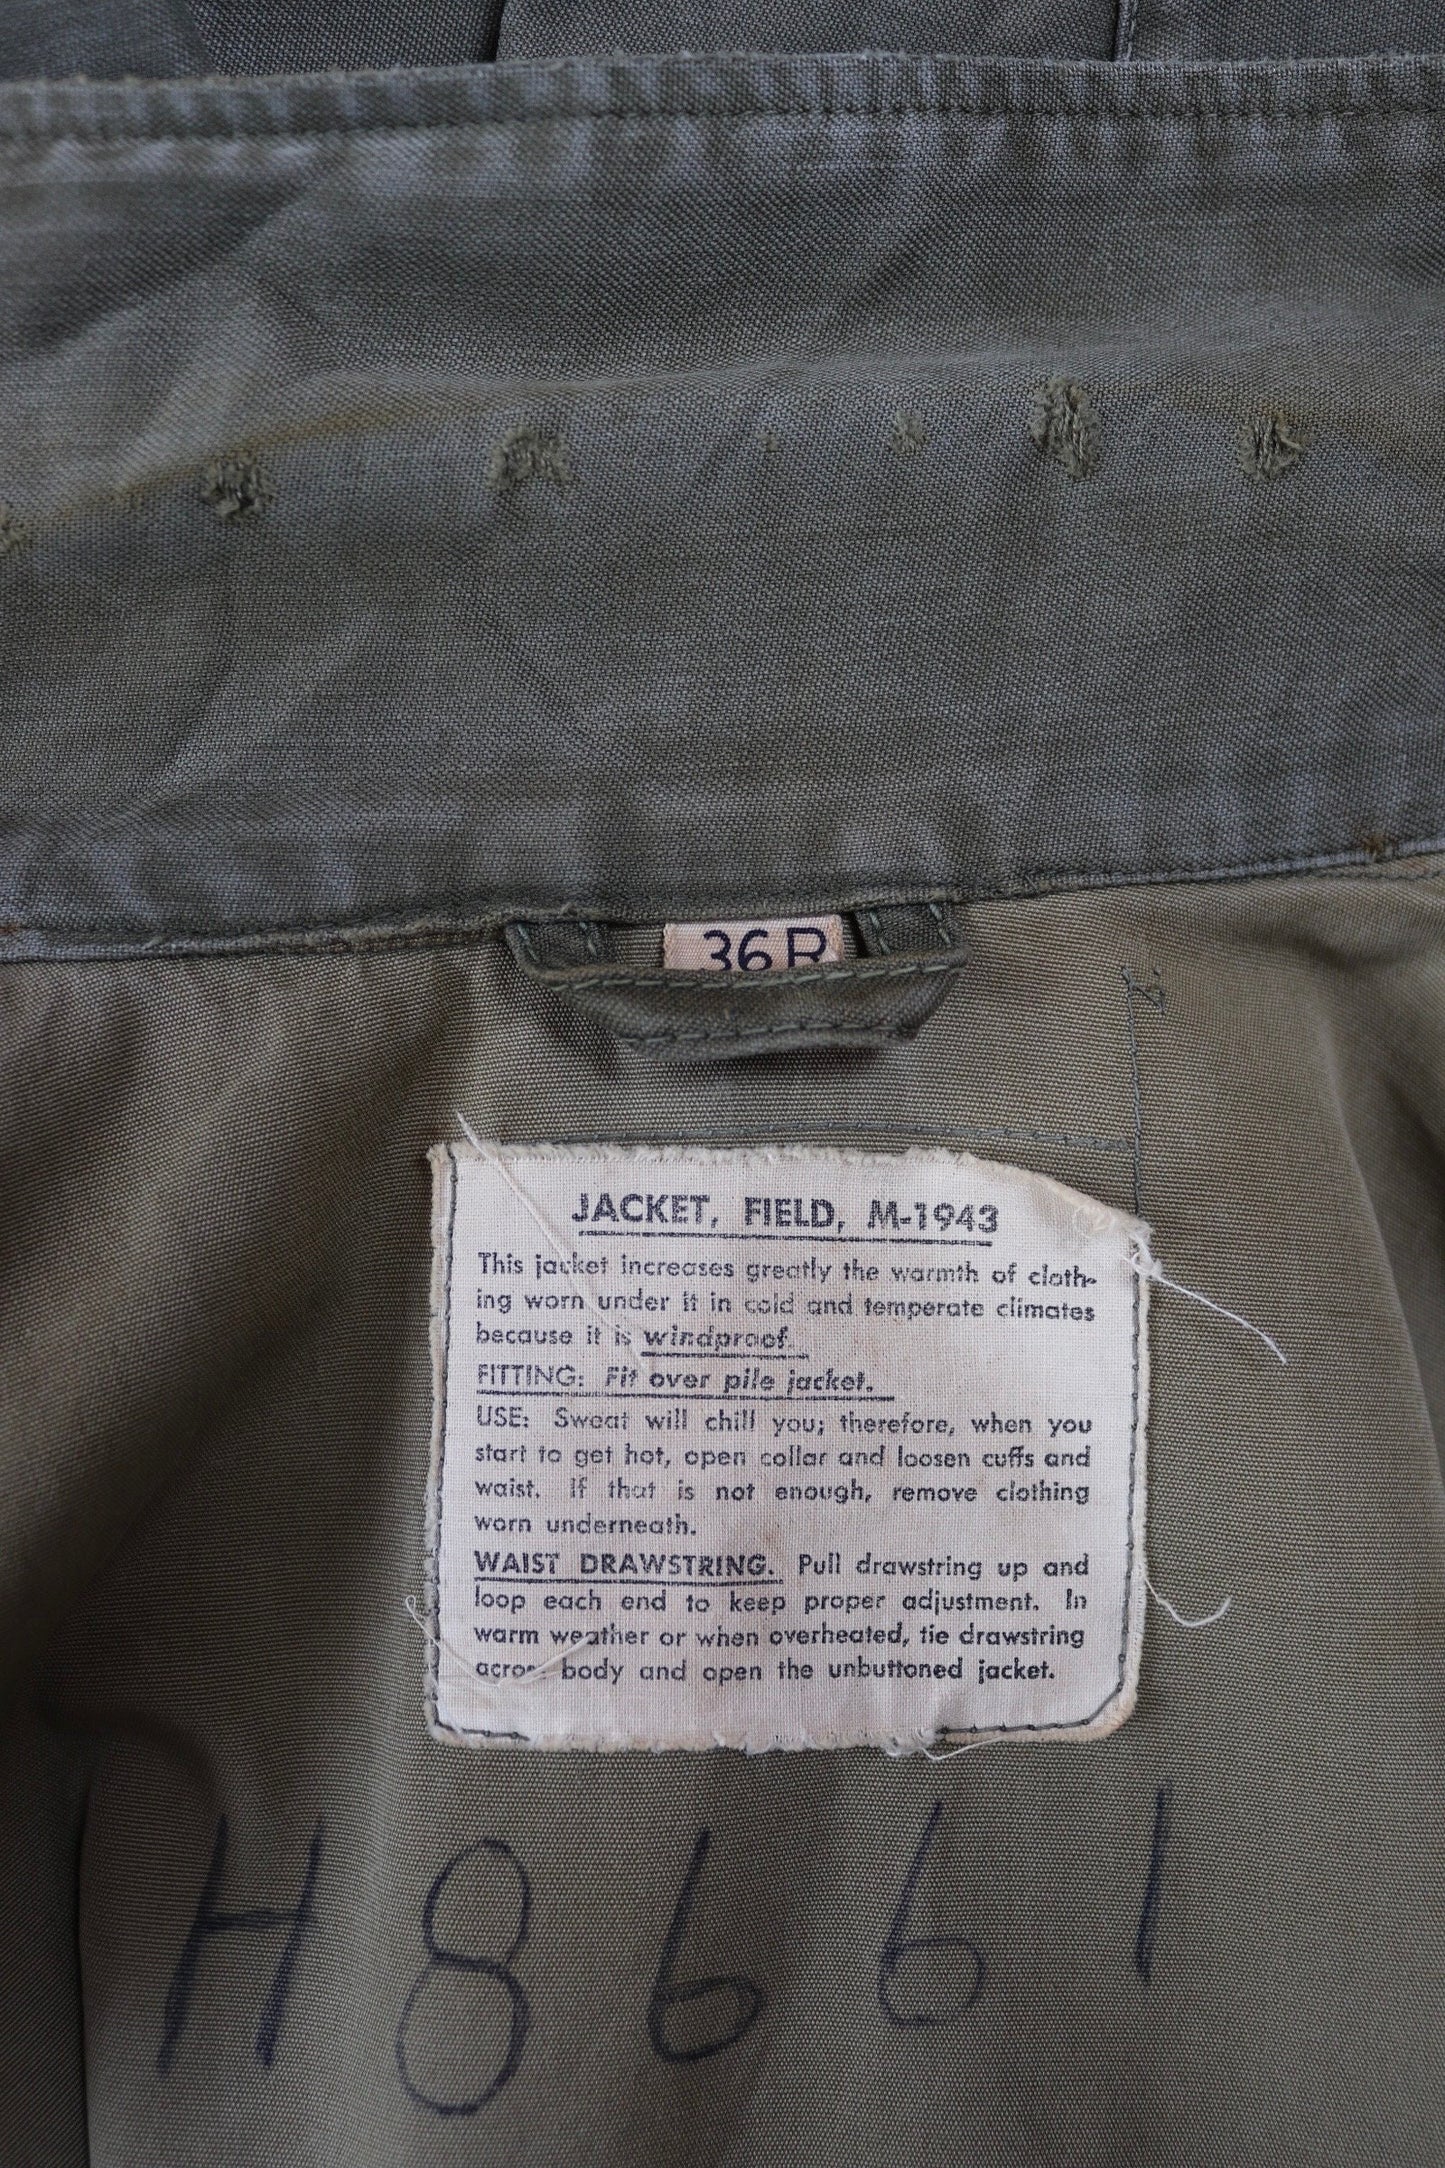 36R
JACKET, FIELD, M-1943
This jacket increases greatly the warmth of cloth-
ing worn under it in cold and temperate climates
because it is windproof.
FITTING: Fit over pile jacket.
USE: Sweat will chill you; therefore, when you
start to get hot, open collar and loosen cuffs and
waist. If that is not enough, remove clothing
worn underneath.
WAIST DRAWSTRING. Pull drawstring up and
loop each end to keep proper adjustment. In
warm weather or when overheated, tie drawstring
across body and open the unbuttoned jacket.
H8661